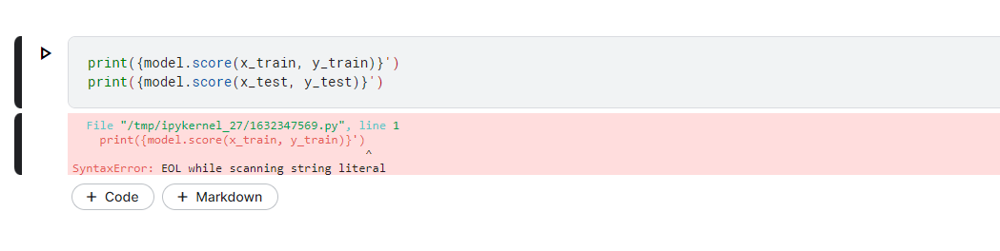 print({model.score(x_train, y_train)}')
print({model.score(x_test, y_test)}')
File "/tmp/ipykernel_27/1632347569.py", line 1
print({model.score(x_train, y_train)}')
^
SyntaxError: EOL while scanning string literal
+ Code + Markdown